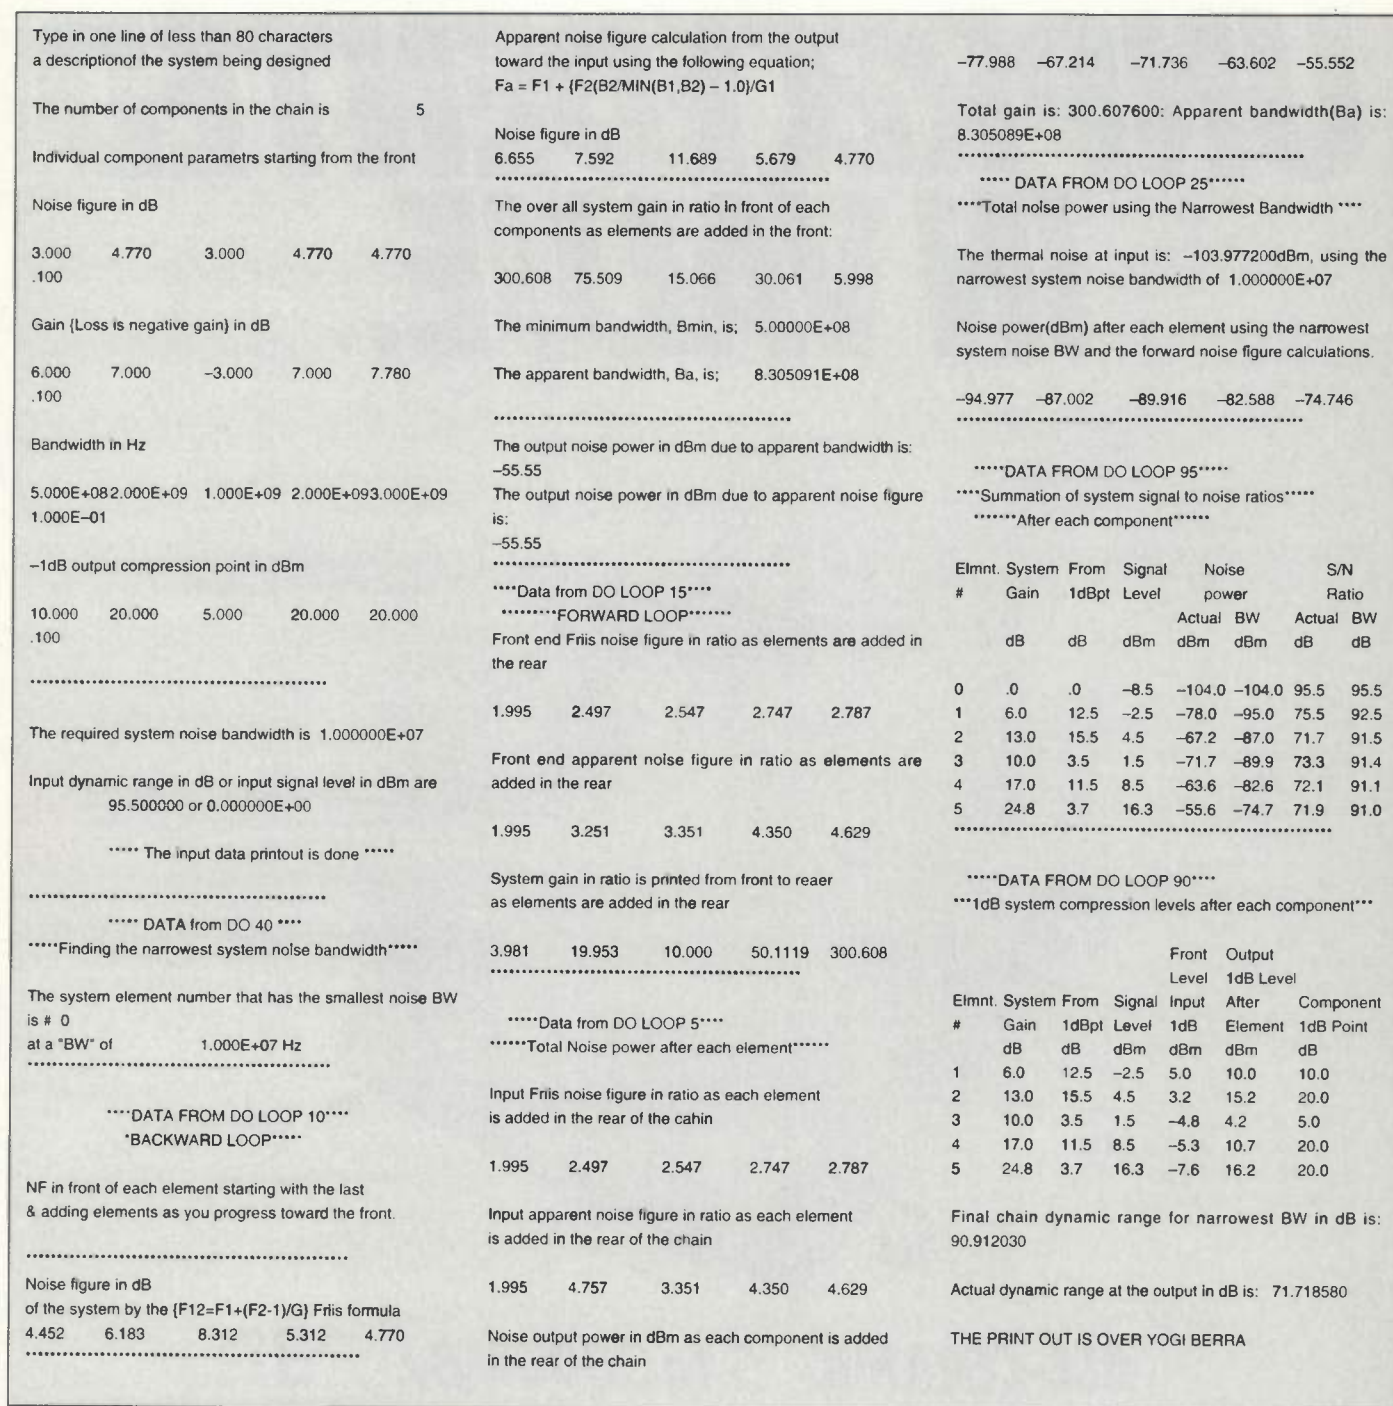 Type in one line of less than 80 characters
a descriptionof the system being designed
The number of components in the chain is 5
Individual component parametrs starting from the front
Noise figure in dB
3.000 4.770 3.000 4.770 4.770
.100
Gain {Loss is negative gain} in dB
6.000 7.000 –3.000 7.000 7.780
.100
Bandwidth in Hz
5.000E+082.000E+09 1.000E+09 2.000E+093.000E+09
1.000E–01
–1dB output compression point in dBm
10.000 20.000 5.000 20.000 20.000
.100
••••••••••••••••••••••••••••••••••••••••••••••
The required system noise bandwidth is 1.000000E+07
Input dynamic range in dB or input signal level in dBm are
95.500000 or 0.000000E+00
***** The input data printout is done *****
••••••••••••••••••••••••••••••••••••••••••••••
***** DATA from DO 40 ****
*****Finding the narrowest system noise bandwidth*****
The system element number that has the smallest noise BW
is # 0
at a "BW" of 1.000E+07 Hz
••••••••••••••••••••••••••••••••••••••••••••••
****DATA FROM DO LOOP 10****
*BACKWARD LOOP*****
NF in front of each element starting with the last
& adding elements as you progress toward the front.
••••••••••••••••••••••••••••••••••••••••••••••••••
Noise figure in dB
of the system by the {F12=F1+(F2-1)/G} Friis formula
4.452 6.183 8.312 5.312 4.770
••••••••••••••••••••••••••••••••••••••••••••••••••••
Apparent noise figure calculation from the output
toward the input using the following equation;
Fa = F1 + {F2(B2/MIN(B1,B2) – 1.0}/G1
Noise figure in dB
6.655 7.592 11.689 5.679 4.770
••••••••••••••••••••••••••••••••••••••••••••••••••••
The over all system gain in ratio in front of each
components as elements are added in the front:
300.608 75.509 15.066 30.061 5.998
The minimum bandwidth, Bmin, is; 5.00000E+08
The apparent bandwidth, Ba, is; 8.305091E+08
••••••••••••••••••••••••••••••••••••••••••••••
The output noise power in dBm due to apparent bandwidth is:
–55.55
The output noise power in dBm due to apparent noise figure
is:
–55.55
••••••••••••••••••••••••••••••••••••••••••••••
****Data from DO LOOP 15****
*********FORWARD LOOP*******
Front end Friis noise figure in ratio as elements are added in
the rear
1.995 2.497 2.547 2.747 2.787
Front end apparent noise figure in ratio as elements are
added in the rear
1.995 3.251 3.351 4.350 4.629
System gain in ratio is printed from front to reaer
as elements are added in the rear
3.981 19.953 10.000 50.1119 300.608
••••••••••••••••••••••••••••••••••••••••••••••••
*****Data from DO LOOP 5****
******Total Noise power after each element******
Input Friis noise figure in ratio as each element
is added in the rear of the cahin
1.995 2.497 2.547 2.747 2.787
Input apparent noise figure in ratio as each element
is added in the rear of the chain
1.995 4.757 3.351 4.350 4.629
Noise output power in dBm as each component is added
in the rear of the chain
–77.988 –67.214 –71.736 –63.602 –55.552
Total gain is: 300.607600: Apparent bandwidth(Ba) is:
8.305089E+08
••••••••••••••••••••••••••••••••••••••••••••••••••••••
***** DATA FROM DO LOOP 25******
****Total noise power using the Narrowest Bandwidth ****
The thermal noise at input is: –103.977200dBm, using the
narrowest system noise bandwidth of 1.000000E+07
Noise power(dBm) after each element using the narrowest
system noise BW and the forward noise figure calculations.
–94.977 –87.002 –89.916 –82.588 –74.746
••••••••••••••••••••••••••••••••••••••••••••••••••••••
*****DATA FROM DO LOOP 95*****
****Summation of system signal to noise ratios*****
*******After each component******
Elmnt. System From Signal Noise S/N
# Gain 1dBpt Level power Ratio
Actual BW Actual BW
dB dB dBm dBm dBm dB dB
0 .0 .0 –8.5 –104.0 –104.0 95.5 95.5
1 6.0 12.5 –2.5 –78.0 –95.0 75.5 92.5
2 13.0 15.5 4.5 –67.2 –87.0 71.7 91.5
3 10.0 3.5 1.5 –71.7 –89.9 73.3 91.4
4 17.0 11.5 8.5 –63.6 –82.6 72.1 91.1
5 24.8 3.7 16.3 –55.6 –74.7 71.9 91.0
••••••••••••••••••••••••••••••••••••••••••••••••••••••••••
*****DATA FROM DO LOOP 90****
***1dB system compression levels after each component***
Front Output
Level 1dB Level
Elmnt. System From Signal Input After Component
# Gain 1dBpt Level 1dB Element 1dB Point
dB dB dBm dBm dBm dB
1 6.0 12.5 –2.5 5.0 10.0 10.0
2 13.0 15.5 4.5 3.2 15.2 20.0
3 10.0 3.5 1.5 –4.8 4.2 5.0
4 17.0 11.5 8.5 –5.3 10.7 20.0
5 24.8 3.7 16.3 –7.6 16.2 20.0
Final chain dynamic range for narrowest BW in dB is:
90.912030
Actual dynamic range at the output in dB is: 71.718580
THE PRINT OUT IS OVER YOGI BERRA